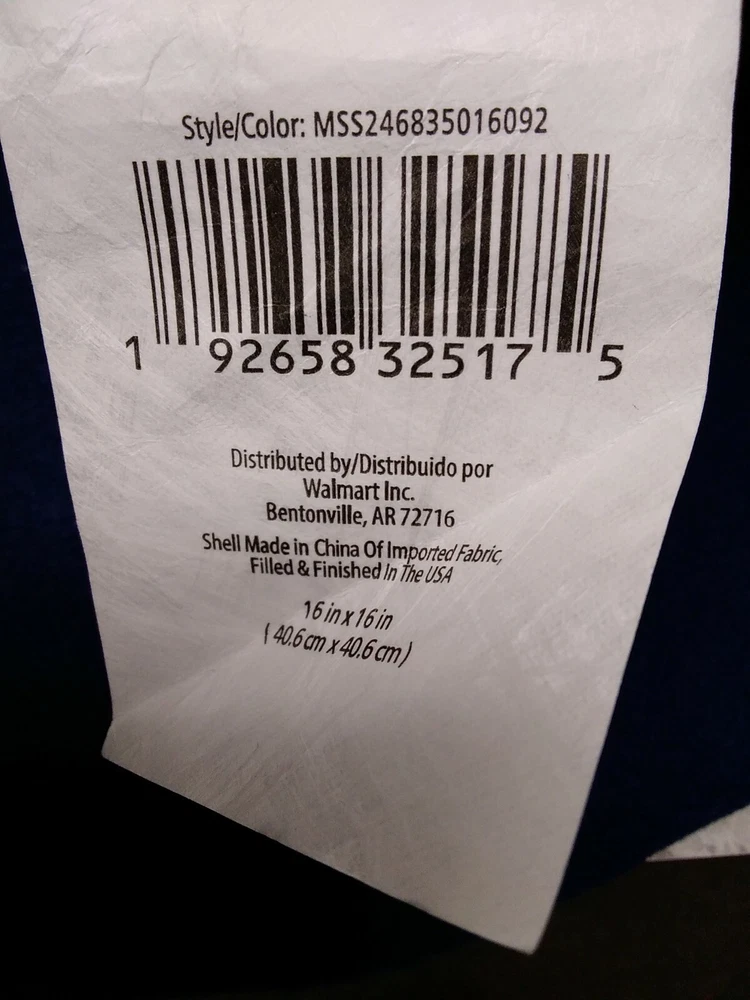 Style/Color: MSS246835016092
1 92658 32517 5
Distributed by/Distribuido por
Walmart Inc.
Bentonville, AR 72716
Shell Made in China Of Imported Fabric,
Filled & Finished In The USA
16 in x 16 in
( 40.6 cm x 40.6 cm )